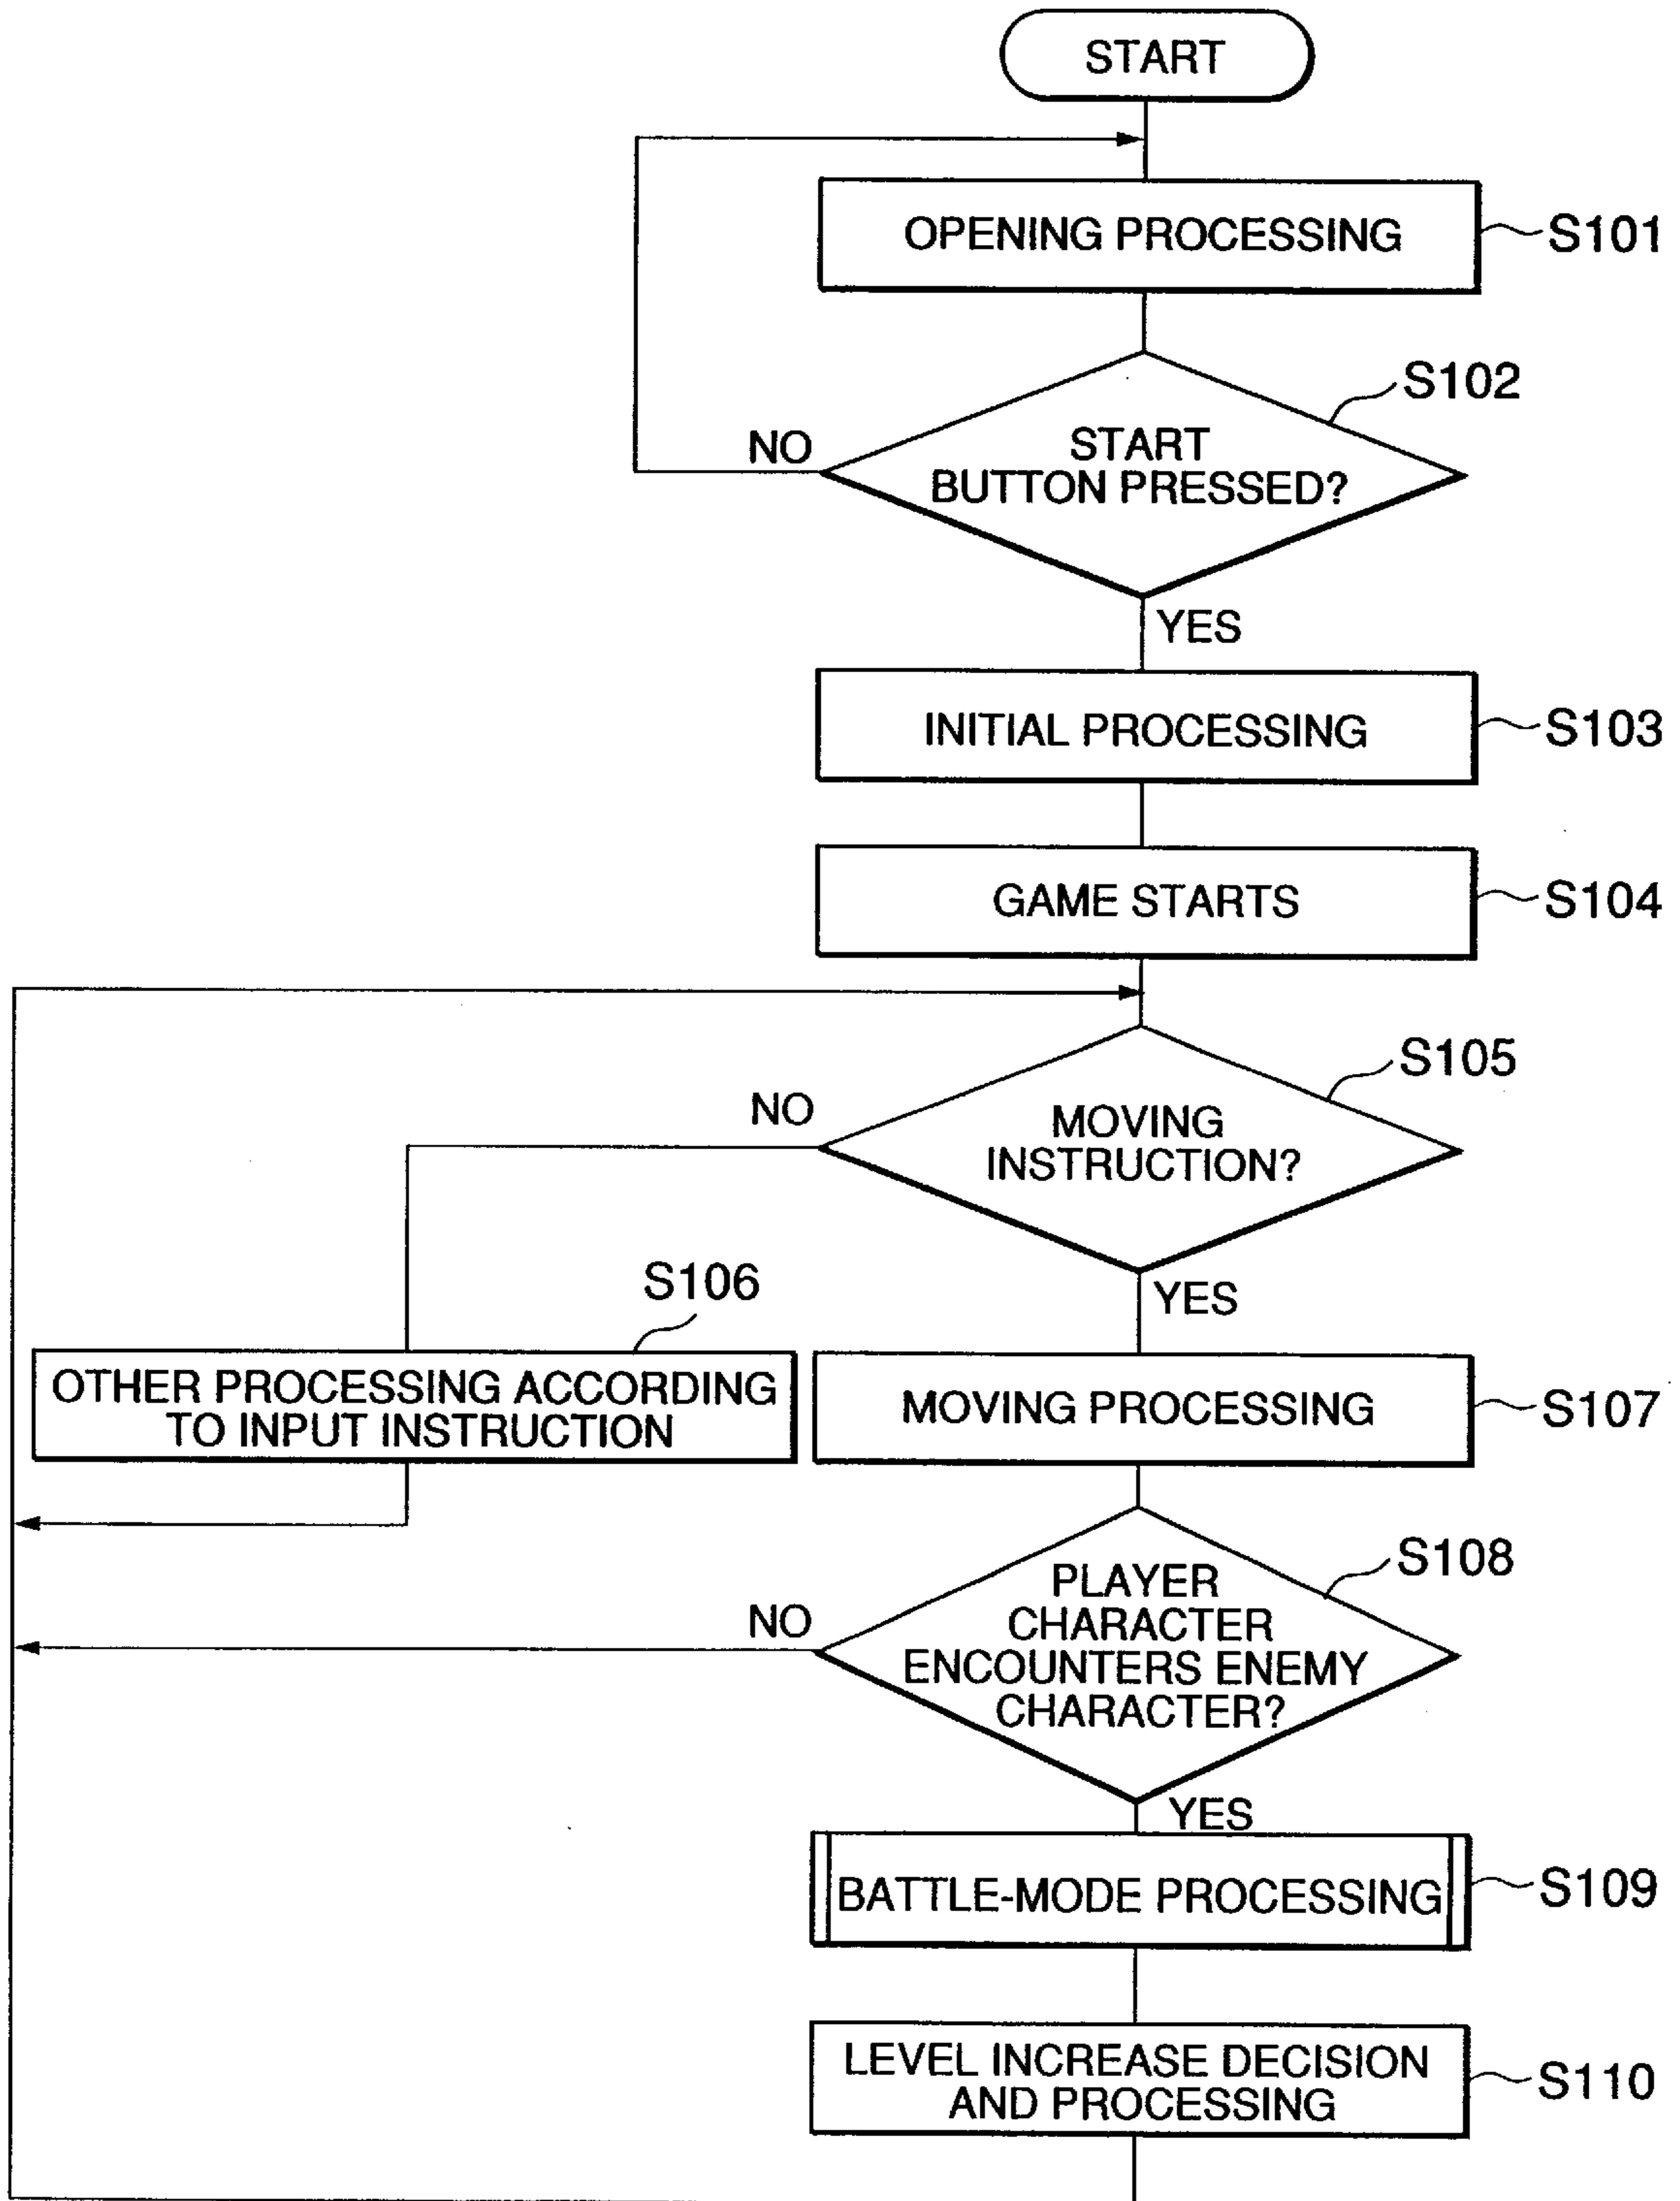 START
OPENING PROCESSING
S101
S102
NO
START
BUTTON PRESSED?
YES
INITIAL PROCESSING
S103
GAME STARTS
S104
S105
NO
MOVING
INSTRUCTION?
YES
S106
OTHER PROCESSING ACCORDING
TO INPUT INSTRUCTION
MOVING PROCESSING
S107
S108
NO
PLAYER
CHARACTER
ENCOUNTERS ENEMY
CHARACTER?
YES
BATTLE-MODE PROCESSING
S109
LEVEL INCREASE DECISION
AND PROCESSING
S110